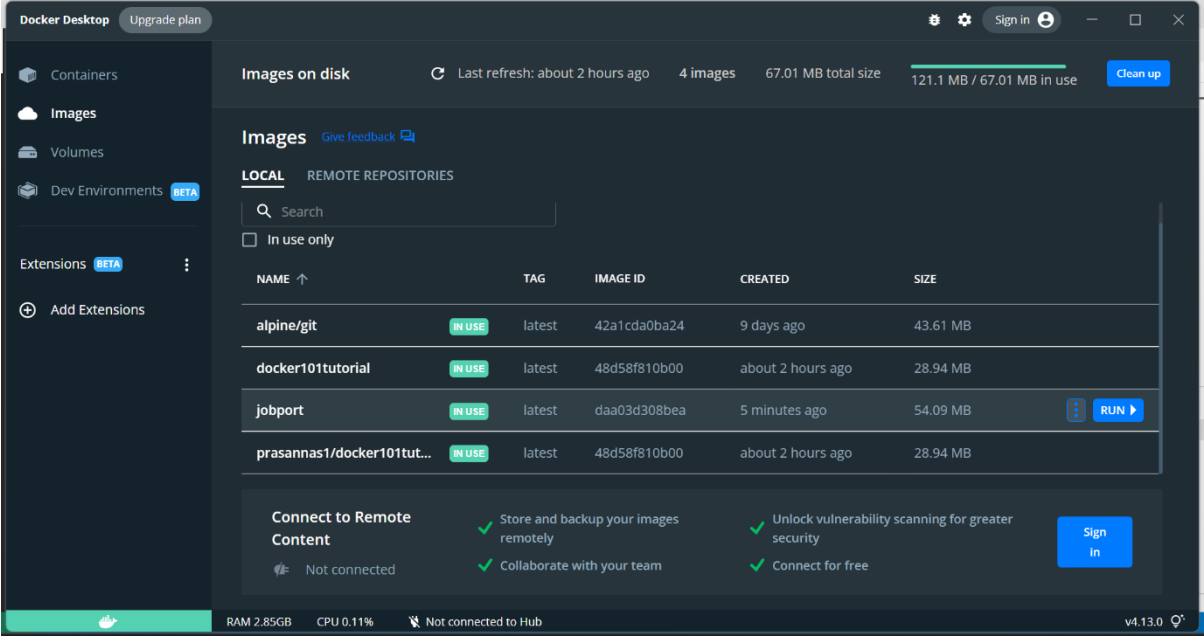 Docker Desktop Upgrade plan Sign in
Containers
Images
Volumes
Dev Environments BETA
Extensions BETA
Add Extensions
Images on disk Last refresh: about 2 hours ago 4 images 67.01 MB total size 121.1 MB / 67.01 MB in use Clean up
Images Give feedback
LOCAL REMOTE REPOSITORIES
Search
In use only
NAME TAG IMAGE ID CREATED SIZE
alpine/git IN USE latest 42a1cda0ba24 9 days ago 43.61 MB
docker101tutorial IN USE latest 48d58f810b00 about 2 hours ago 28.94 MB
jobport IN USE latest daa03d308bea 5 minutes ago 54.09 MB RUN
prasannas1/docker101tut... IN USE latest 48d58f810b00 about 2 hours ago 28.94 MB
Connect to Remote
Content
Not connected
Store and backup your images
remotely
Collaborate with your team
Unlock vulnerability scanning for greater
security
Connect for free
Sign
in
RAM 2.85GB CPU 0.11% Not connected to Hub v4.13.0